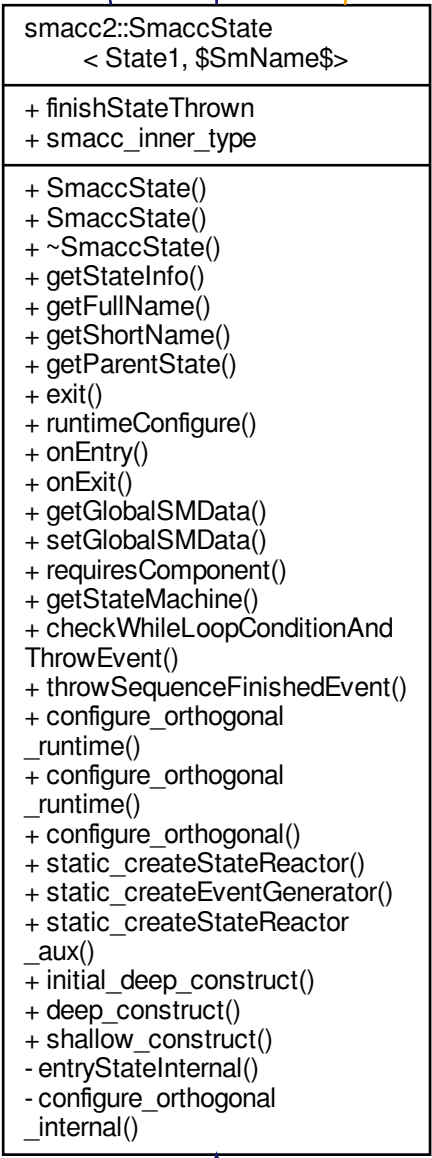 smacc2::SmaccState
< State1, $SmName$>
+ finishStateThrown
+ smacc_inner_type
+ SmaccState()
+ SmaccState()
+ ~SmaccState()
+ getStateInfo()
+ getFullName()
+ getShortName()
+ getParentState()
+ exit()
+ runtimeConfigure()
+ onEntry()
+ onExit()
+ getGlobalSMData()
+ setGlobalSMData()
+ requiresComponent()
+ getStateMachine()
+ checkWhileLoopConditionAnd
ThrowEvent()
+ throwSequenceFinishedEvent()
+ configure_orthogonal
_runtime()
+ configure_orthogonal
_runtime()
+ configure_orthogonal()
+ static_createStateReactor()
+ static_createEventGenerator()
+ static_createStateReactor
_aux()
+ initial_deep_construct()
+ deep_construct()
+ shallow_construct()
- entryStateInternal()
- configure_orthogonal
_internal()